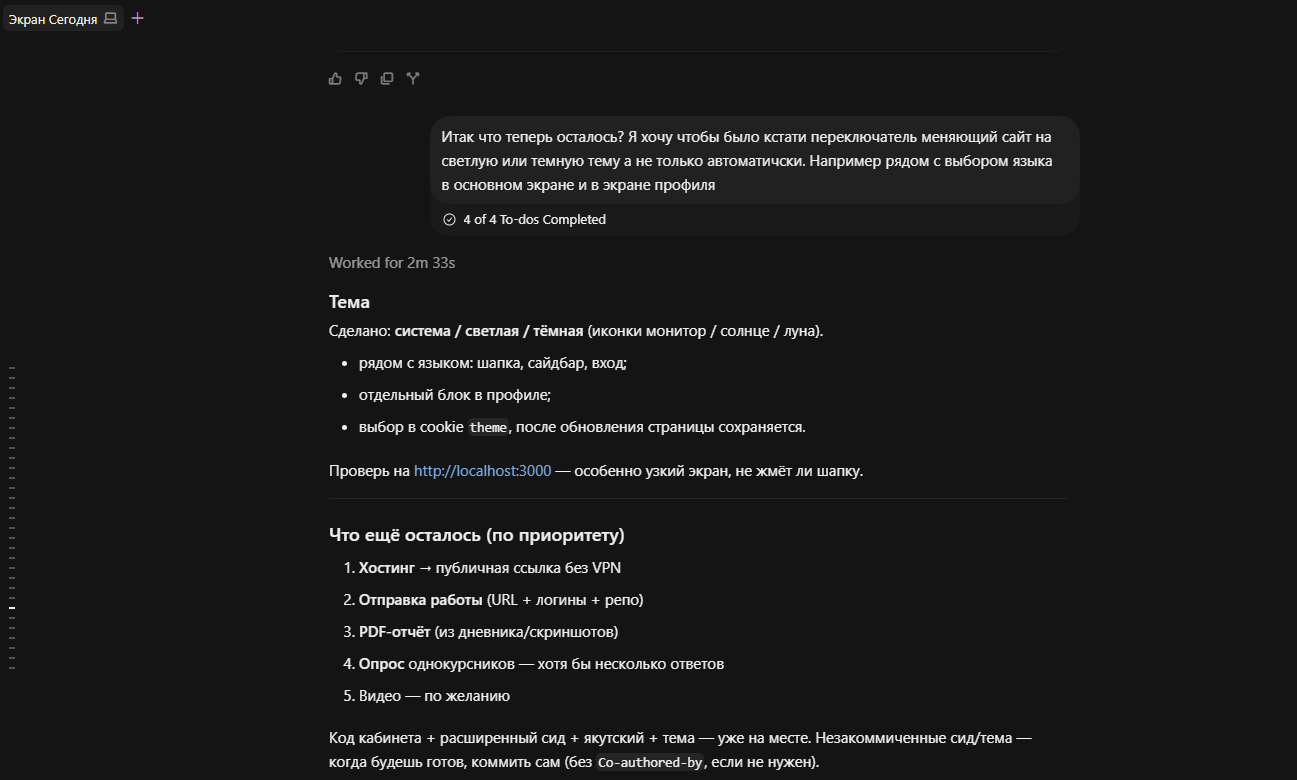 Экран Сегодня
Итак что теперь осталось? Я хочу чтобы было кстати переключатель меняющий сайт на
светлую или темную тему а не только автоматичски. Например рядом с выбором языка
в основном экране и в экране профиля
4 of 4 To-dos Completed
Worked for 2m 33s
Тема
Сделано: система / светлая / тёмная (иконки монитор / солнце / луна).
• рядом с языком: шапка, сайдбар, вход;
• отдельный блок в профиле;
• выбор в cookie theme, после обновления страницы сохраняется.
Проверь на http://localhost:3000 — особенно узкий экран, не жмёт ли шапку.
Что ещё осталось (по приоритету)
1. Хостинг → публичная ссылка без VPN
2. Отправка работы (URL + логины + репо)
3. PDF-отчёт (из дневника/скриншотов)
4. Опрос однокурсников — хотя бы несколько ответов
5. Видео — по желанию
Код кабинета + расширенный сид + якутский + тема — уже на месте. Незакоммиченные сид/тема —
когда будешь готов, коммить сам (без Co-authored-by, если не нужен).